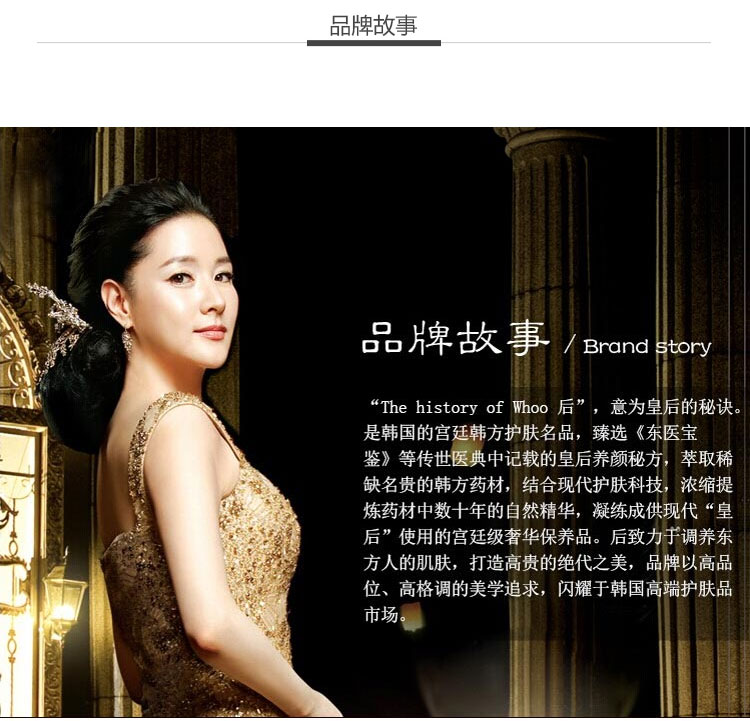 品牌故事
品牌故事 / Brand story
“The history of Whoo 后”，意为皇后的秘诀。
是韩国的宫廷韩方护肤名品，臻选《东医宝
鉴》等传世医典中记载的皇后养颜秘方，萃取稀
缺名贵的韩方药材，结合现代护肤科技，浓缩提
炼药材中数十年的自然精华，凝练成供现代“皇
后”使用的宫廷级奢华保养品。后致力于调养东
方人的肌肤，打造高贵的绝代之美，品牌以高品
位、高格调的美学追求，闪耀于韩国高端护肤品
市场。